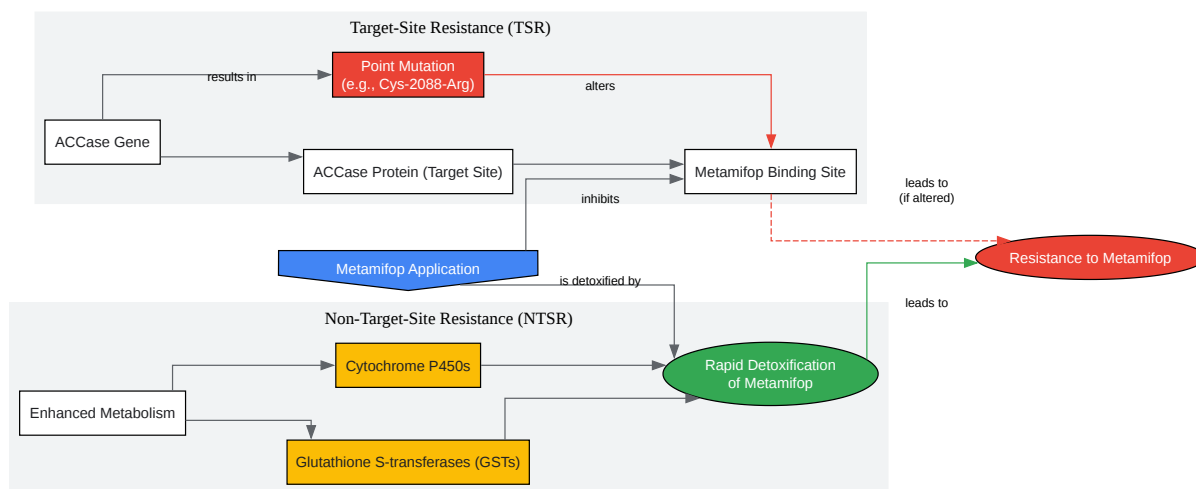 Target-Site Resistance (TSR)
Point Mutation
(e.g., Cys-2088-Arg)
results in
alters
ACCase Gene
ACCase Protein (Target Site)
Metamifop Binding Site
inhibits
leads to
(if altered)
Resistance to Metamifop
Metamifop Application
is detoxified by
leads to
Non-Target-Site Resistance (NTSR)
Cytochrome P450s
Rapid Detoxification
of Metamifop
Enhanced Metabolism
Glutathione S-transferases (GSTs)